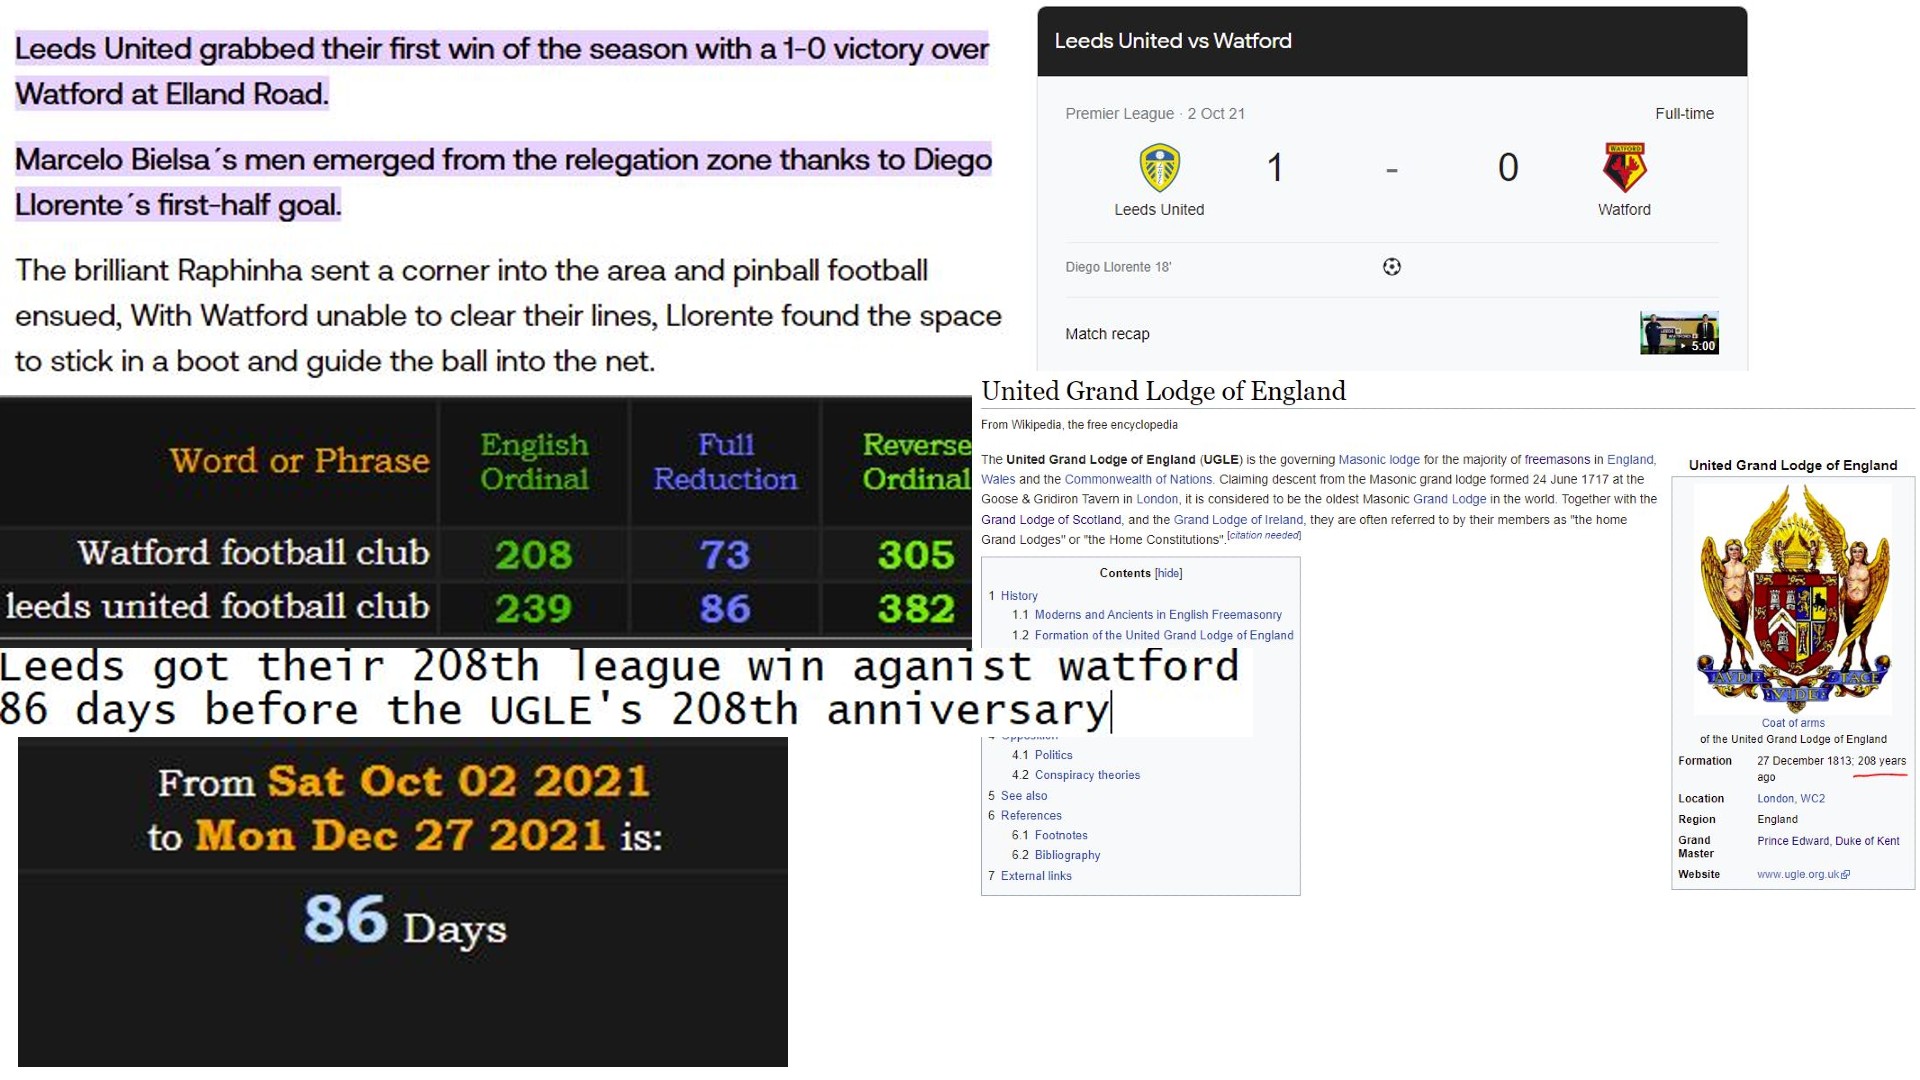 Leeds United grabbed their first win of the season with a 1-0 victory over
Watford at Elland Road.
Marcelo Bielsa´s men emerged from the relegation zone thanks to Diego
Llorente´s first-half goal.
The brilliant Raphinha sent a corner into the area and pinball football
ensued, With Watford unable to clear their lines, Llorente found the space
to stick in a boot and guide the ball into the net.
Leeds United vs Watford
Premier League · 2 Oct 21
Full-time
1 - 0
WATFORD
Leeds United
Watford
Diego Llorente 18'
Match recap
5:00
Word or Phrase
English
Ordinal
Full
Reduction
Reverse
Ordinal
Watford football club 208 73 305
leeds united football club 239 86 382
Leeds got their 208th league win aganist watford
86 days before the UGLE's 208th anniversary
From Sat Oct 02 2021
to Mon Dec 27 2021 is:
86 Days
United Grand Lodge of England
From Wikipedia, the free encyclopedia
The United Grand Lodge of England (UGLE) is the governing Masonic lodge for the majority of freemasons in England,
Wales and the Commonwealth of Nations. Claiming descent from the Masonic grand lodge formed 24 June 1717 at the
Goose & Gridiron Tavern in London, it is considered to be the oldest Masonic Grand Lodge in the world. Together with the
Grand Lodge of Scotland, and the Grand Lodge of Ireland, they are often referred to by their members as "the home
Grand Lodges" or "the Home Constitutions".[citation needed]
Contents [hide]
1 History
1.1 Moderns and Ancients in English Freemasonry
1.2 Formation of the United Grand Lodge of England
4 Opposition
4.1 Politics
4.2 Conspiracy theories
5 See also
6 References
6.1 Footnotes
6.2 Bibliography
7 External links
United Grand Lodge of England
AVDI VIDE TACE
Coat of arms
of the United Grand Lodge of England
Formation 27 December 1813; 208 years
ago
Location London, WC2
Region England
Grand
Master
Prince Edward, Duke of Kent
Website www.ugle.org.uk